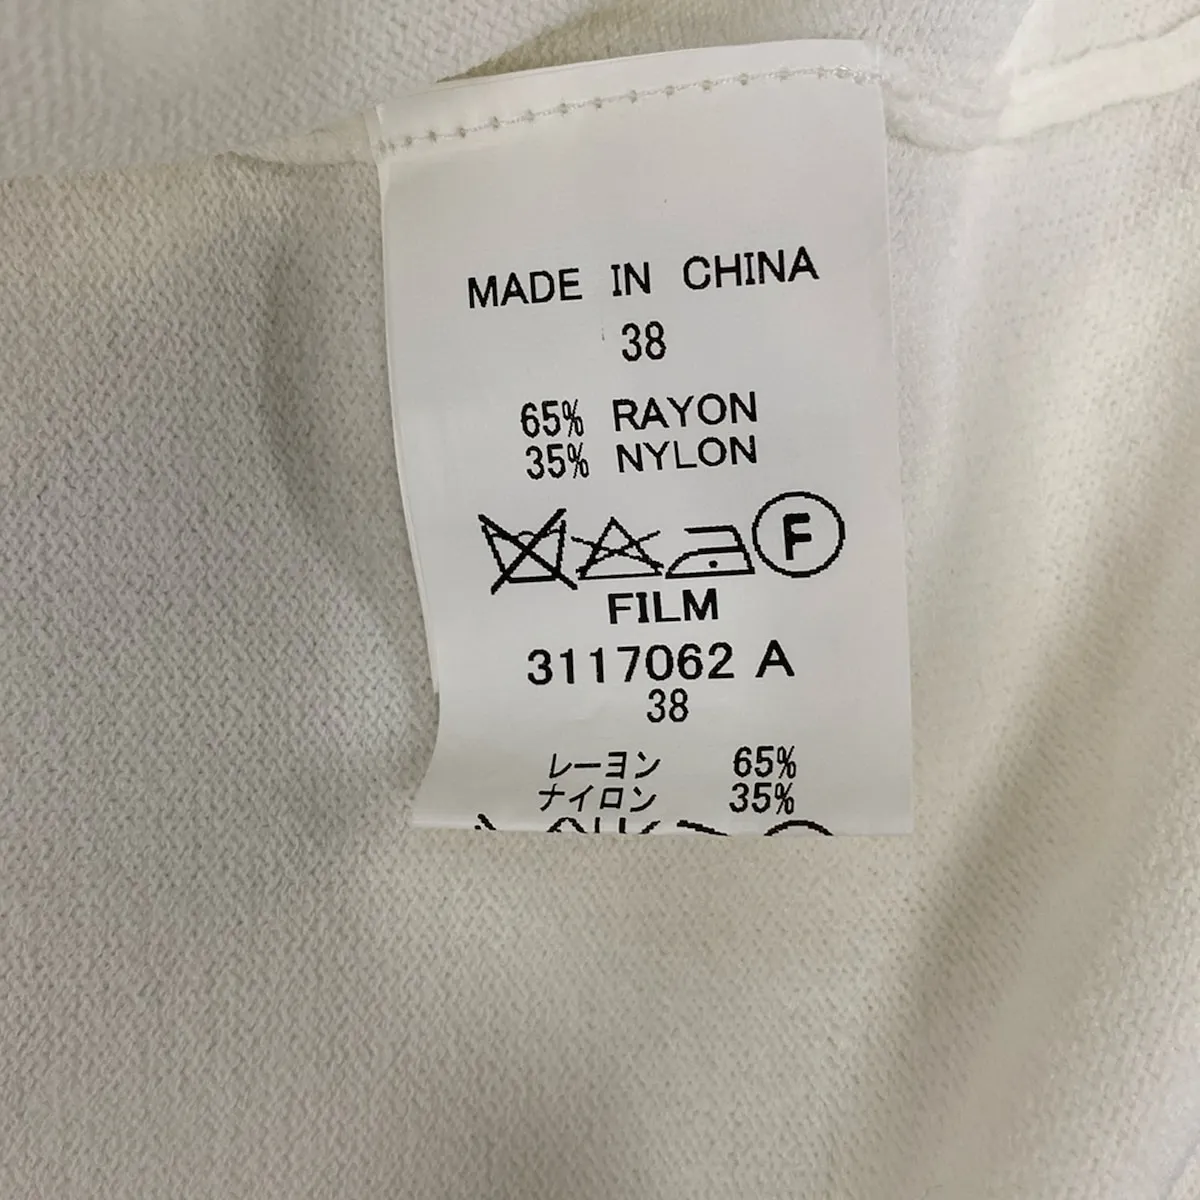 MADE IN CHINA
38
65% RAYON
35% NYLON
F
FILM
3117062 A
38
レーヨン 65%
ナイロン 35%